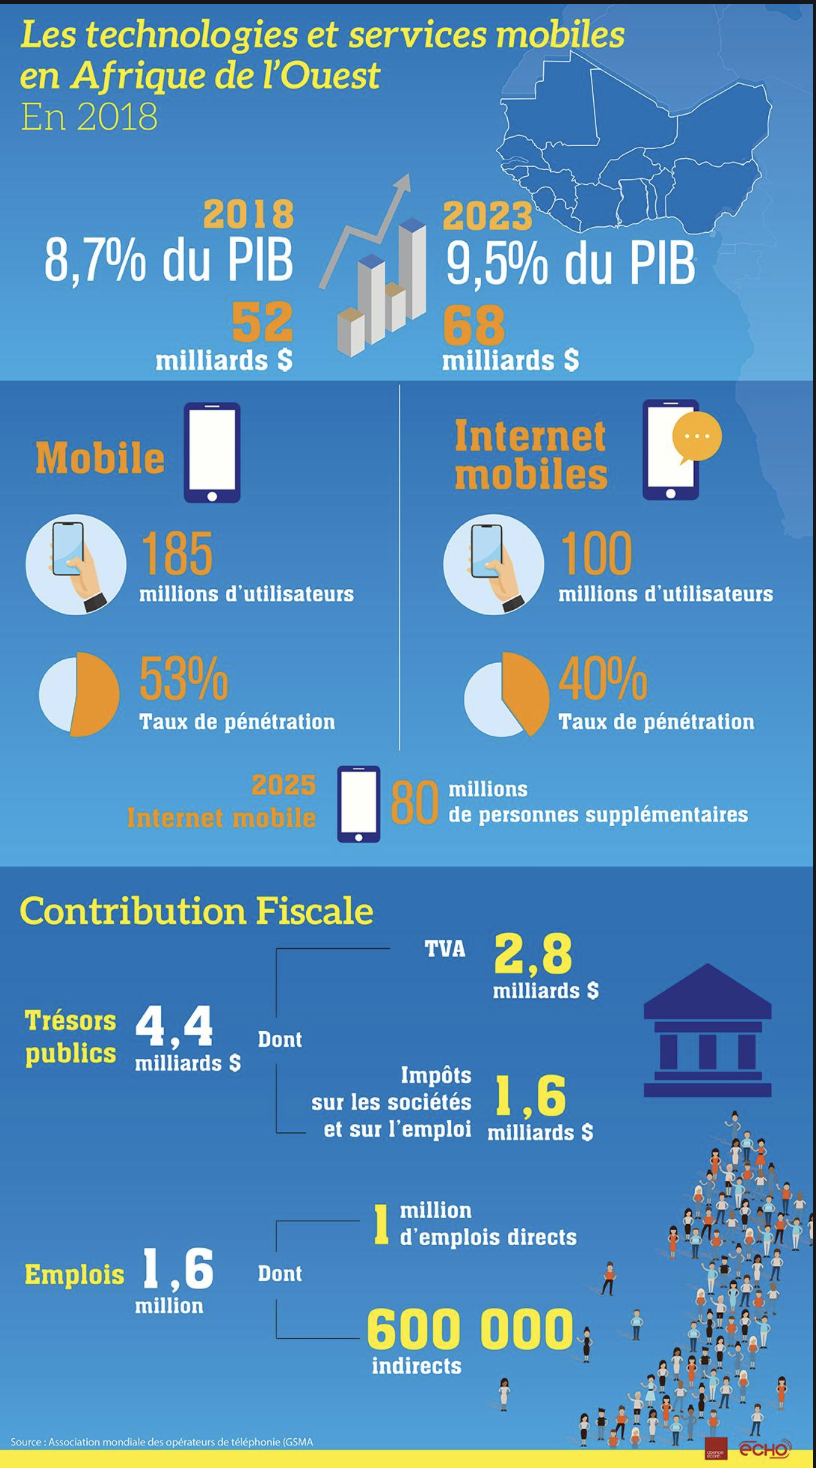 Les technologies et services mobiles
en Afrique de l'Ouest
En 2018
2018
8,7% du PIB
52
milliards $
2023
9,5% du PIB
68
milliards $
Mobile
185
millions d'utilisateurs
53%
Taux de pénétration
Internet
mobiles
100
millions d'utilisateurs
40%
Taux de pénétration
2025
Internet mobile
80
millions
de personnes supplémentaires
Contribution Fiscale
Trésors
publics
4,4
milliards $
Dont
TVA
2,8
milliards $
Impôts
sur les sociétés
et sur l'emploi
1,6
milliards $
Emplois
1,6
million
Dont
1
million
d'emplois directs
600 000
indirects
Source : Association mondiale des opérateurs de téléphonie (GSMA
ECHO